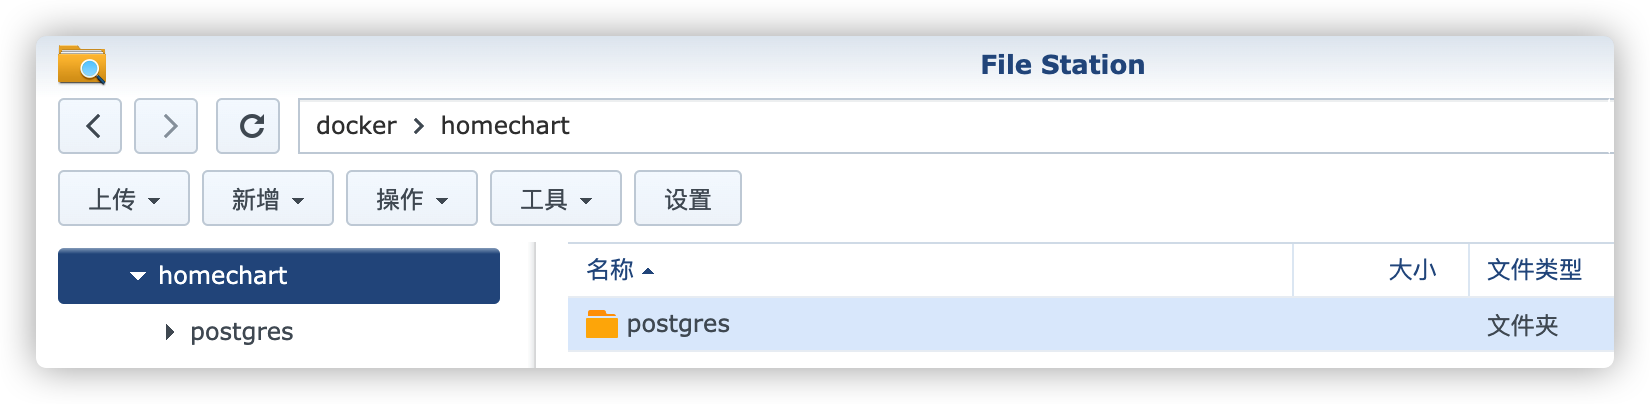 File Station
docker > homechart
上传 新增 操作 工具 设置
homechart
postgres
名称 大小 文件类型
postgres 文件夹